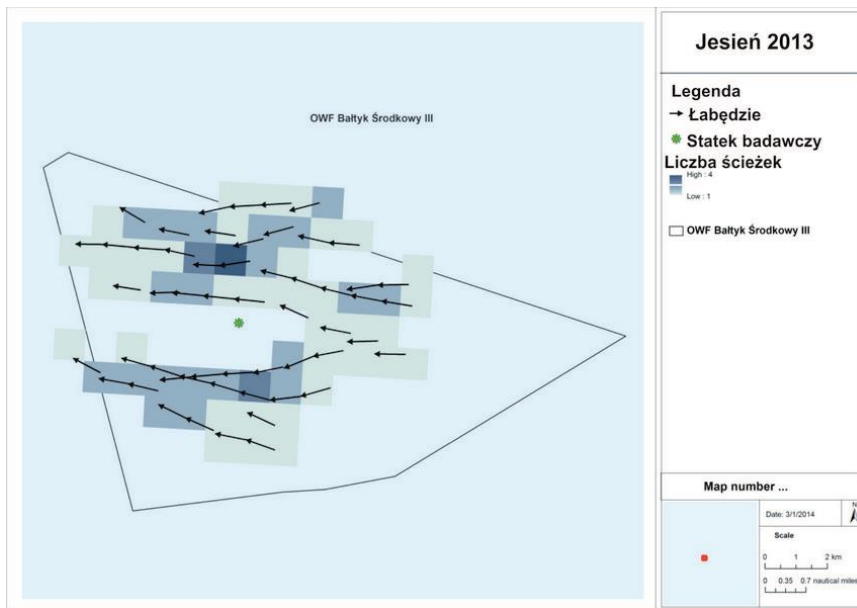 OWF Bałtyk Środkowy III
Jesień 2013
Legenda
Łabędzie
Statek badawczy
Liczba ścieżek
High : 4
Low : 1
OWF Bałtyk Środkowy III
Map number ...
Date: 3/1/2014
N
Scale
0 1 2 km
0 0.35 0.7 nautical miles